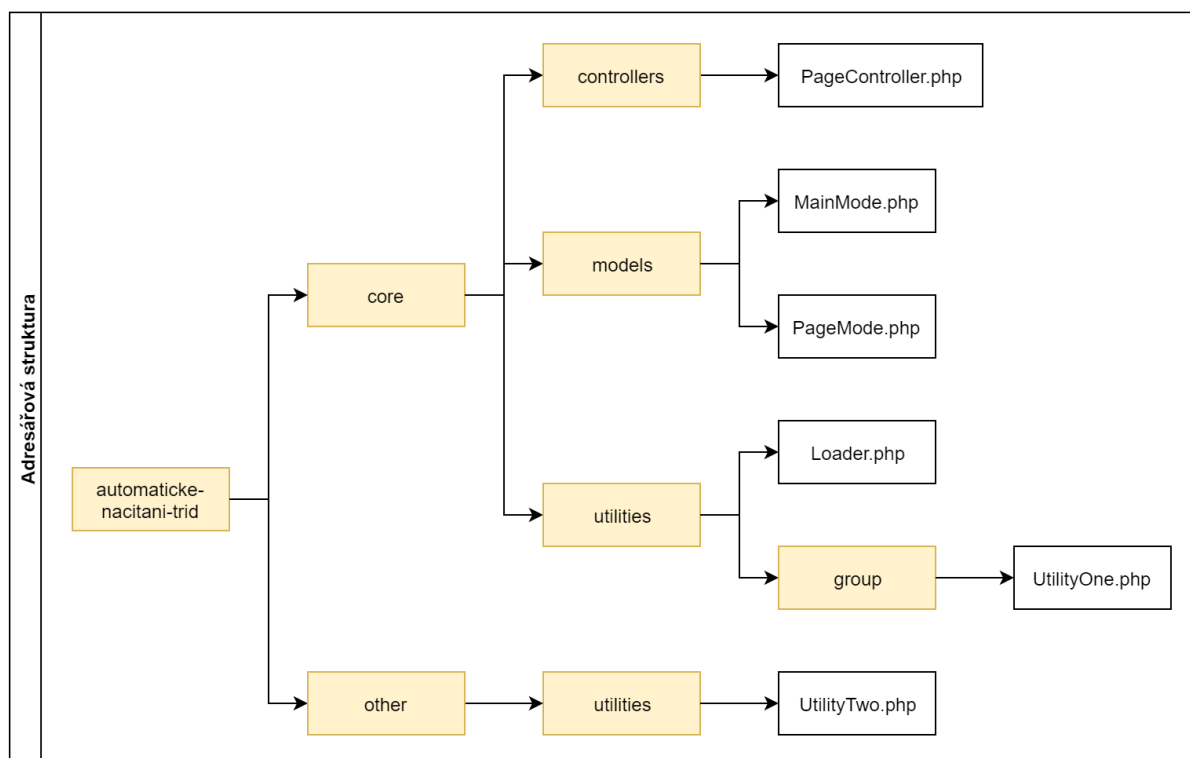 Adresářová struktura
automaticke-
nacitani-trid
core
controllers
PageController.php
models
MainMode.php
PageMode.php
utilities
Loader.php
group
UtilityOne.php
other
utilities
UtilityTwo.php